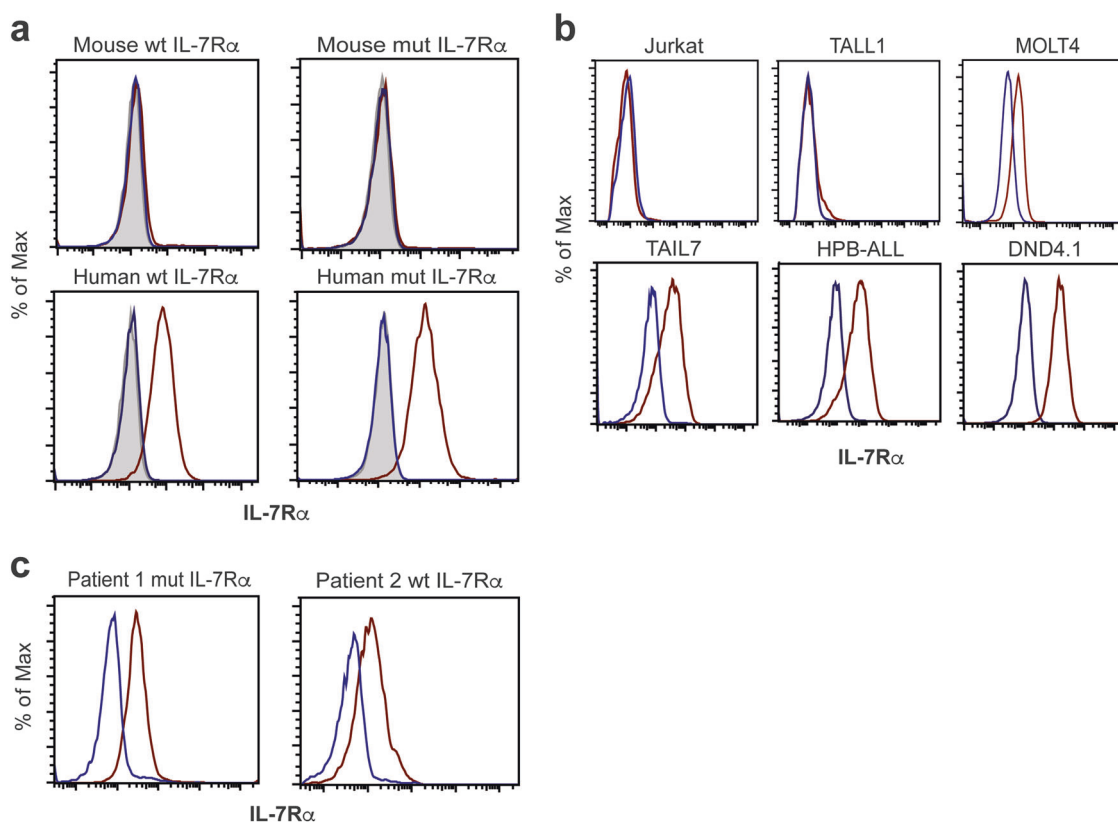 a
Mouse wt IL-7Rα
Mouse mut IL-7Rα
Human wt IL-7Rα
Human mut IL-7Rα
% of Max
IL-7Rα
b
Jurkat
TALL1
MOLT4
TAIL7
HPB-ALL
DND4.1
% of Max
IL-7Rα
c
Patient 1 mut IL-7Rα
Patient 2 wt IL-7Rα
% of Max
IL-7Rα